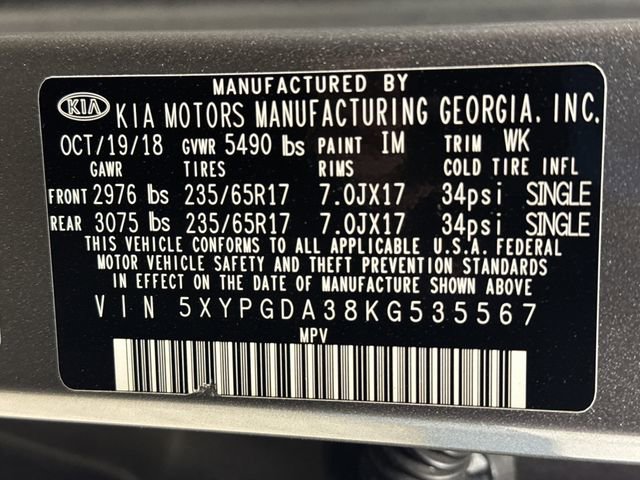 MANUFACTURED BY
KIA KIA MOTORS MANUFACTURING GEORGIA. INC.
OCT/19/18 GVWR 5490 lbs PAINT IM TRIM WK
GAWR TIRES RIMS COLD TIRE INFL
FRONT 2976 lbs 235/65R17 7.0JX17 34psi SINGLE
REAR 3075 lbs 235/65R17 7.0JX17 34psi SINGLE
THIS VEHICLE CONFORMS TO ALL APPLICABLE U.S.A. FEDERAL
MOTOR VEHICLE SAFETY AND THEFT PREVENTION STANDARDS
IN EFFECT ON THE DATE OF MANUFACTURE SHOWN ABOVE
VIN 5XYPGDA38KG535567
MPV